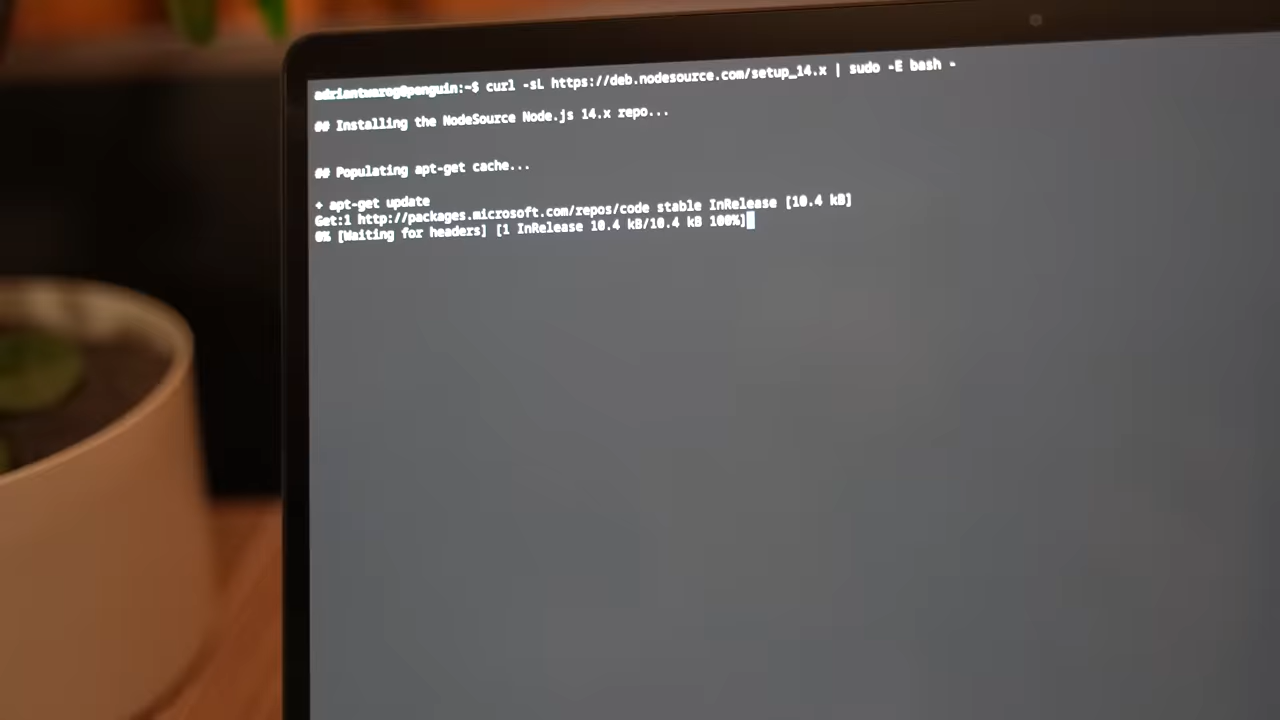 adriantwarog@penguin:~$ curl -sL https://deb.nodesource.com/setup_14.x | sudo -E bash -
## Installing the NodeSource Node.js 14.x repo...
## Populating apt-get cache...
+ apt-get update
Get:1 http://packages.microsoft.com/repos/code stable InRelease [10.4 kB]
0% [Waiting for headers] [1 InRelease 10.4 kB/10.4 kB 100%]